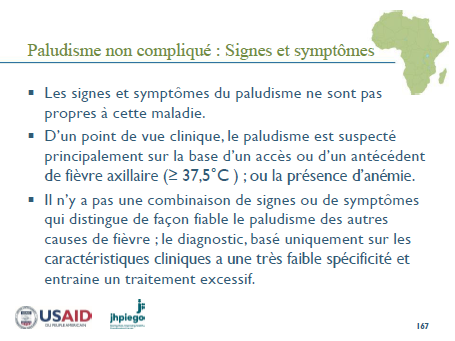 Paludisme non compliqué : Signes et symptômes
▪ Les signes et symptômes du paludisme ne sont pas
propres à cette maladie.
▪ D'un point de vue clinique, le paludisme est suspecté
principalement sur la base d'un accès ou d'un antécédent
de fièvre axillaire (≥ 37,5˚C ) ; ou la présence d'anémie.
▪ Il n'y a pas une combinaison de signes ou de symptômes
qui distingue de façon fiable le paludisme des autres
causes de fièvre ; le diagnostic, basé uniquement sur les
caractéristiques cliniques a une très faible spécificité et
entraine un traitement excessif.
USAID
jhpiego
167